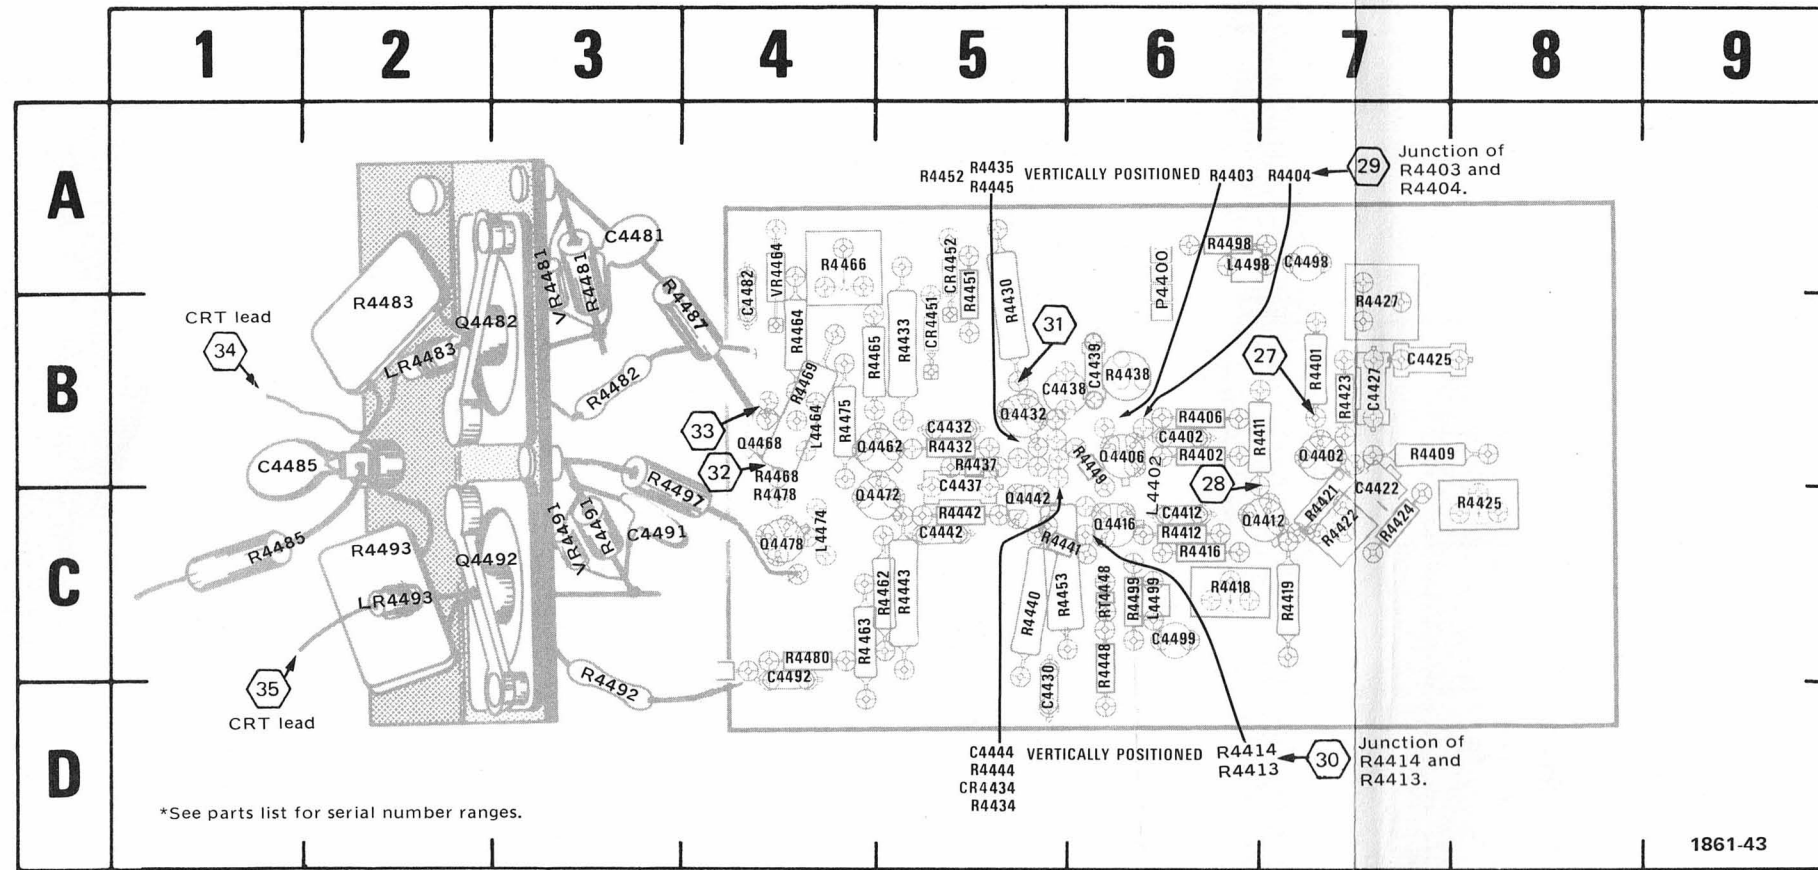 1 2 3 4 5 6 7 8 9
A
B
C
D
R4452 R4435
R4445
VERTICALLY POSITIONED R4403 R4404
29
Junction of
R4403 and
R4404.
C4481
VR4481
R4481
R4483
Q4482
R4487
CRT lead
34
LR4483
R4482
C4485
R4485
R4497
R4493
Q4492
VR4491
R4491
C4491
LR4493
R4492
35
CRT lead
C4482
VR4464
R4466
R4464
R4465
R4433
CR4451
CR4452
R4451
R4430
31
P4400
R4498
L4498
C4498
R4427
R4469
L4464
R4475
33
Q4468
32
R4468
R4478
Q4462
C4432
R4432
R4437
C4437
Q4472
Q4432
C4438
C4439
R4438
27
R4401
R4423
C4427
C4425
R4406
C4402
R4402
R4411
Q4406
R4449
L4402
Q4402
R4409
28
Q4478
L4474
R4442
C4442
Q4442
R4441
Q4416
C4412
R4412
R4416
Q4412
R4421
R4422
C4422
R4424
R4425
R4463
R4462
R4443
R4440
R4453
RT4448
R4499
L4499
R4418
R4419
C4499
R4448
C4430
R4480
C4492
C4444
R4444
CR4434
R4434
VERTICALLY POSITIONED
R4414
R4413
30
Junction of
R4414 and
R4413.
*See parts list for serial number ranges.
1861-43